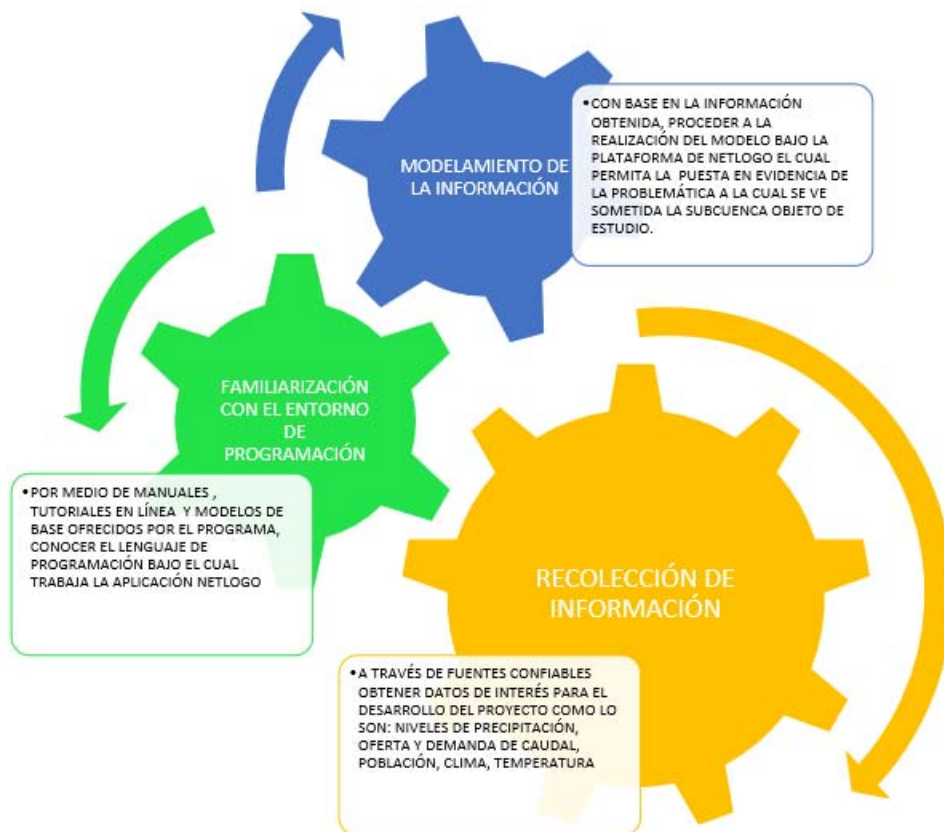 MODELAMIENTO DE
LA INFORMACIÓN
•CON BASE EN LA INFORMACIÓN
OBTENIDA, PROCEDER A LA
REALIZACIÓN DEL MODELO BAJO LA
PLATAFORMA DE NETLOGO EL CUAL
PERMITA LA PUESTA EN EVIDENCIA DE
LA PROBLEMÁTICA A LA CUAL SE VE
SOMETIDA LA SUBCUENCA OBJETO DE
ESTUDIO.
FAMILIARIZACIÓN
CON EL ENTORNO
DE
PROGRAMACIÓN
•POR MEDIO DE MANUALES ,
TUTORIALES EN LÍNEA Y MODELOS DE
BASE OFRECIDOS POR EL PROGRAMA,
CONOCER EL LENGUAJE DE
PROGRAMACIÓN BAJO EL CUAL
TRABAJA LA APLICACIÓN NETLOGO
RECOLECCIÓN DE
INFORMACIÓN
•A TRAVÉS DE FUENTES CONFIABLES
OBTENER DATOS DE INTERÉS PARA EL
DESARROLLO DEL PROYECTO COMO LO
SON: NIVELES DE PRECIPITACIÓN,
OFERTA Y DEMANDA DE CAUDAL,
POBLACIÓN, CLIMA, TEMPERATURA